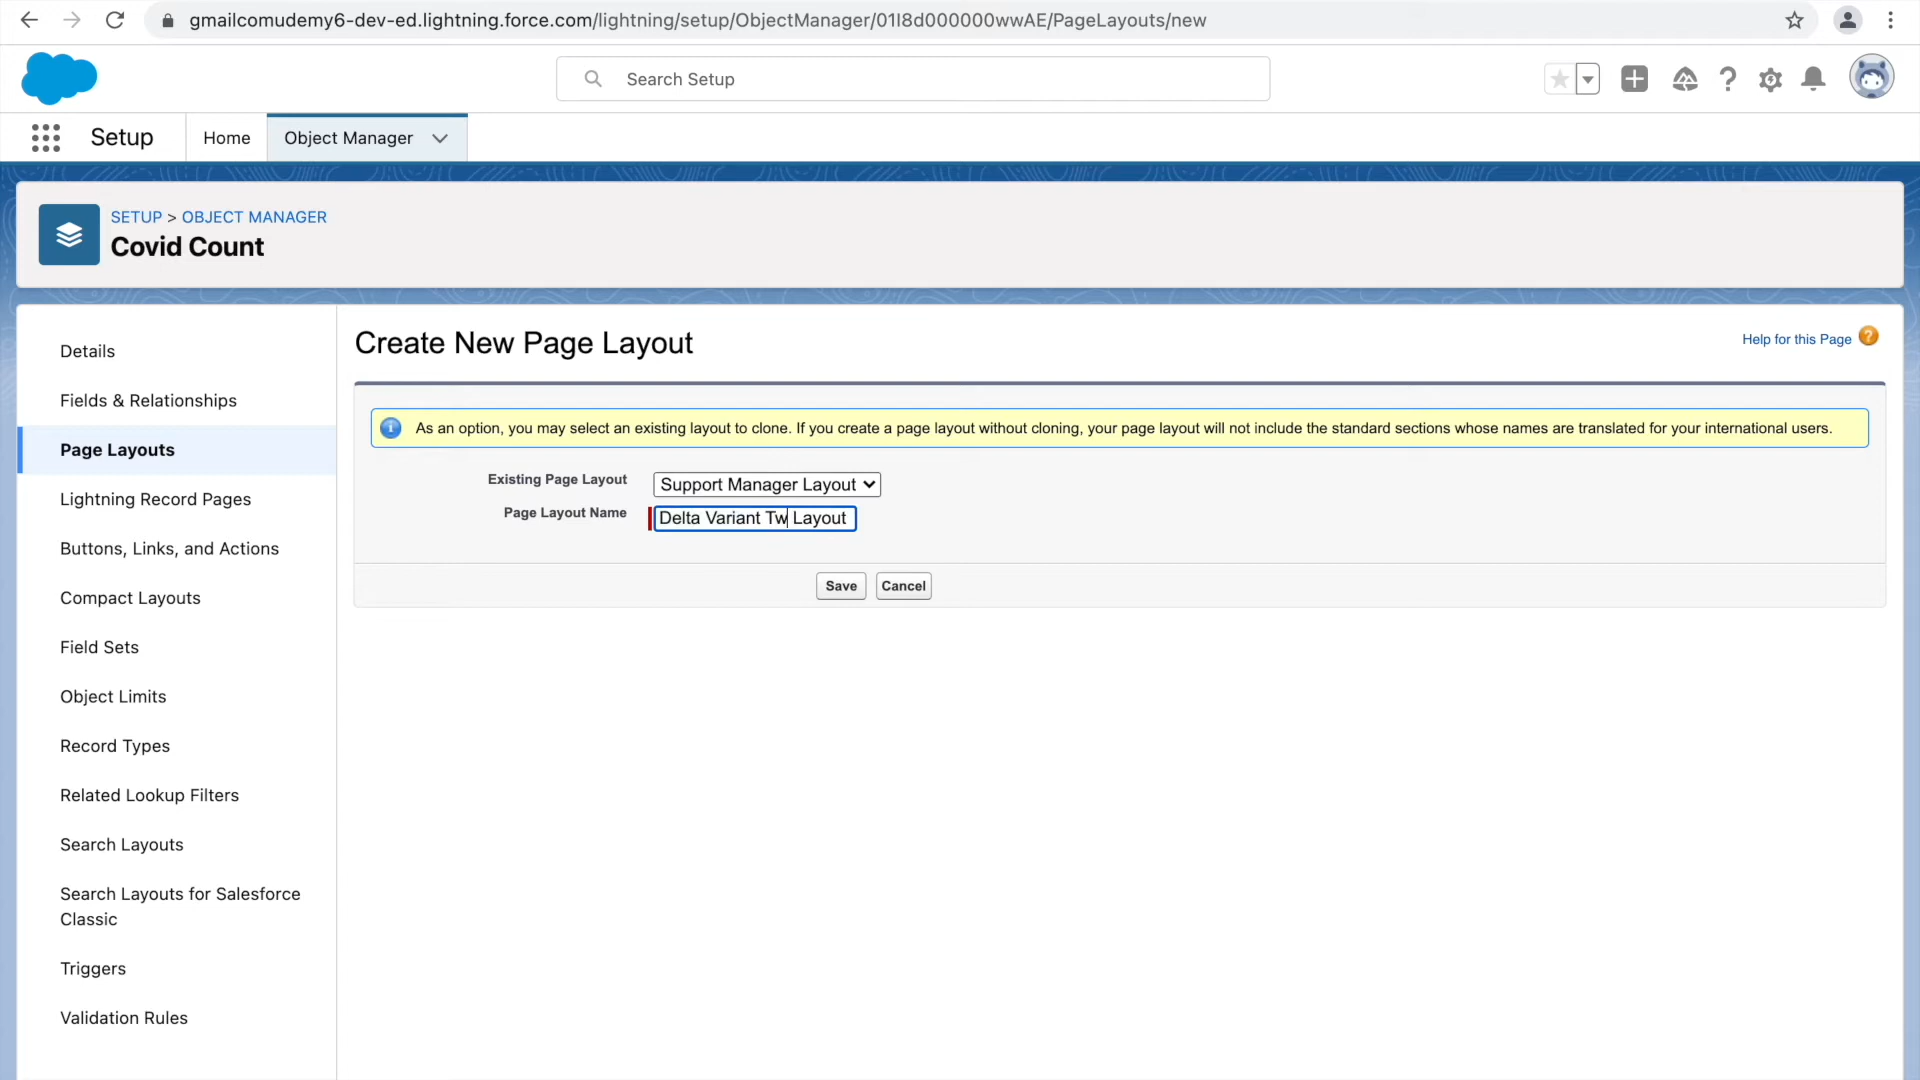 gmailcomudemy6-dev-ed.lightning.force.com/lightning/setup/ObjectManager/01I8d000000wwAE/PageLayouts/new
Search Setup
Setup
Home
Object Manager
SETUP > OBJECT MANAGER
Covid Count
Details
Fields & Relationships
Page Layouts
Lightning Record Pages
Buttons, Links, and Actions
Compact Layouts
Field Sets
Object Limits
Record Types
Related Lookup Filters
Search Layouts
Search Layouts for Salesforce
Classic
Triggers
Validation Rules
Create New Page Layout
Help for this Page ?
As an option, you may select an existing layout to clone. If you create a page layout without cloning, your page layout will not include the standard sections whose names are translated for your international users.
Existing Page Layout Support Manager Layout
Page Layout Name Delta Variant Tw Layout
Save Cancel